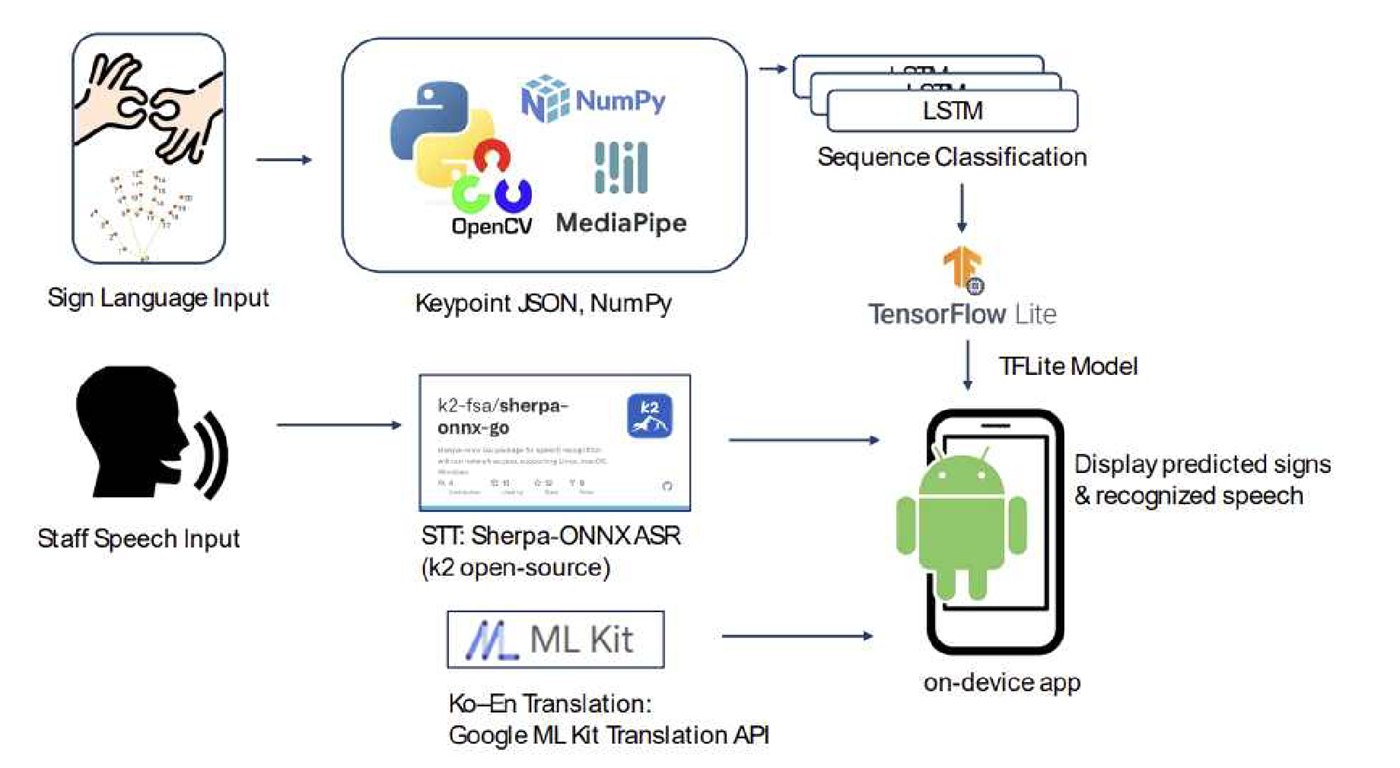 NumPy
OpenCV
MediaPipe
LSTM
LSTM
LSTM
Sequence Classification
Sign Language Input
Keypoint JSON, NumPy
TensorFlow Lite
TFLite Model
k2-fsa/sherpa-
onnx-go
k2
Display predicted signs
& recognized speech
Staff Speech Input
STT: Sherpa-ONNX ASR
(k2 open-source)
ML Kit
on-device app
Ko–En Translation:
Google ML Kit Translation API